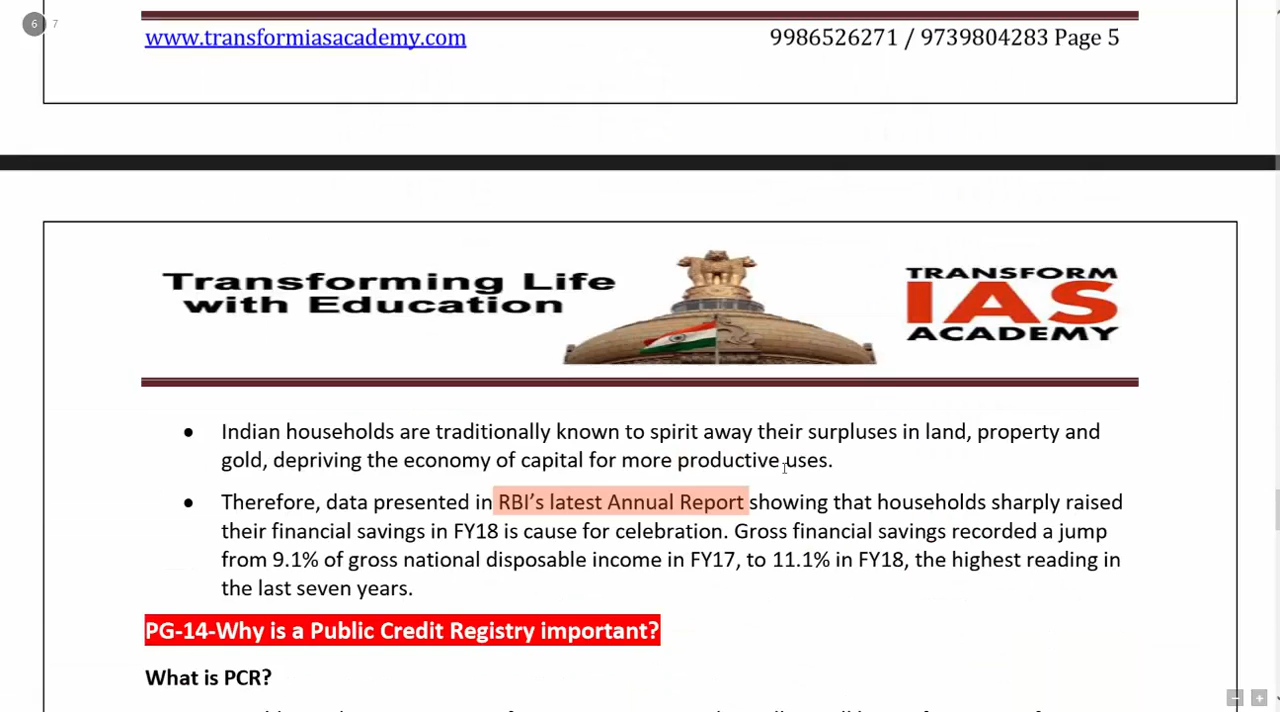 6 7
www.transformiasacademy.com 9986526271 / 9739804283 Page 5
Transforming Life
with Education
TRANSFORM
IAS
ACADEMY
• Indian households are traditionally known to spirit away their surpluses in land, property and
gold, depriving the economy of capital for more productive uses.
• Therefore, data presented in RBI’s latest Annual Report showing that households sharply raised
their financial savings in FY18 is cause for celebration. Gross financial savings recorded a jump
from 9.1% of gross national disposable income in FY17, to 11.1% in FY18, the highest reading in
the last seven years.
PG-14-Why is a Public Credit Registry important?
What is PCR?